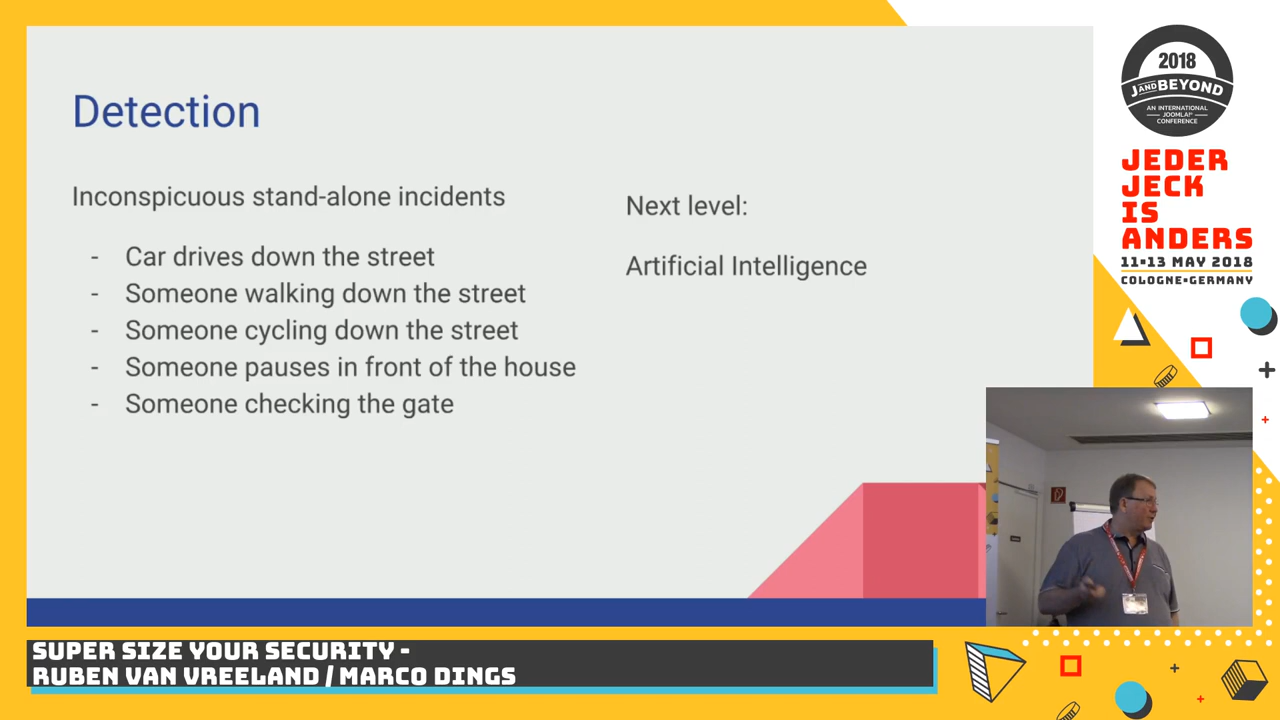 Detection
Inconspicuous stand-alone incidents
- Car drives down the street
- Someone walking down the street
- Someone cycling down the street
- Someone pauses in front of the house
- Someone checking the gate
Next level:
Artificial Intelligence
2018
JANDBEYOND
AN INTERNATIONAL
JOOMLA!®
CONFERENCE
JEDER
JECK
IS
ANDERS
11•13 MAY 2018
COLOGNE•GERMANY
SUPER SIZE YOUR SECURITY -
RUBEN VAN VREELAND / MARCO DINGS